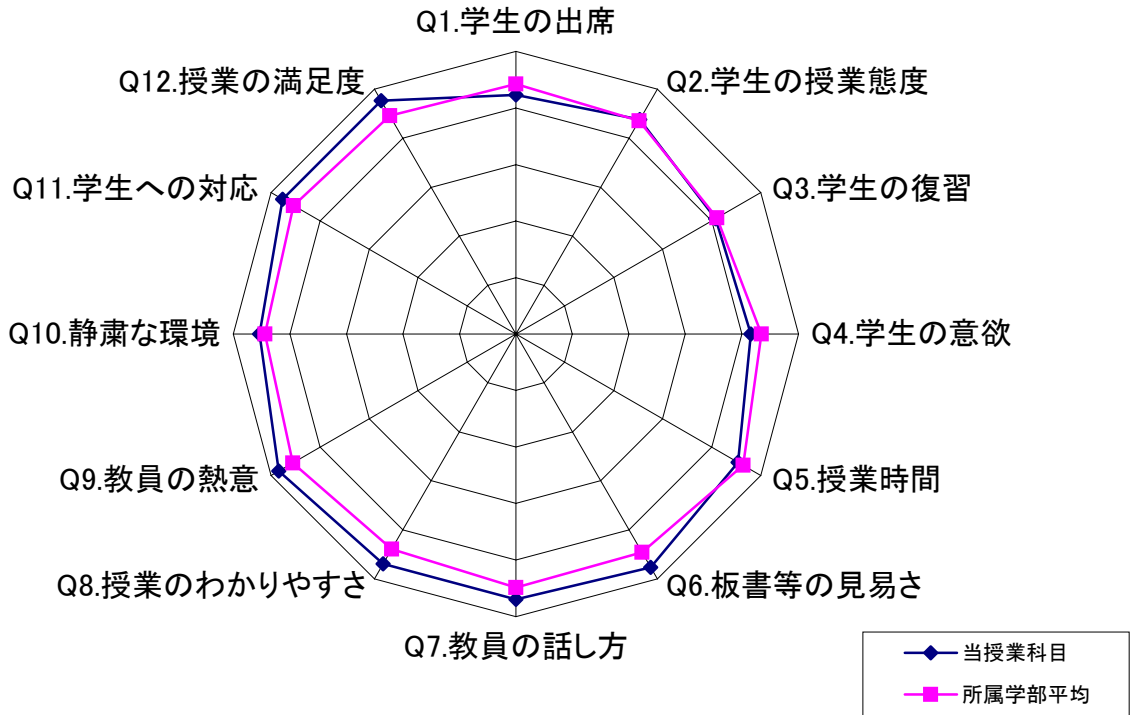 Q1.学生の出席
Q2.学生の授業態度
Q3.学生の復習
Q4.学生の意欲
Q5.授業時間
Q6.板書等の見易さ
Q7.教員の話し方
Q8.授業のわかりやすさ
Q9.教員の熱意
Q10.静粛な環境
Q11.学生への対応
Q12.授業の満足度
当授業科目
所属学部平均